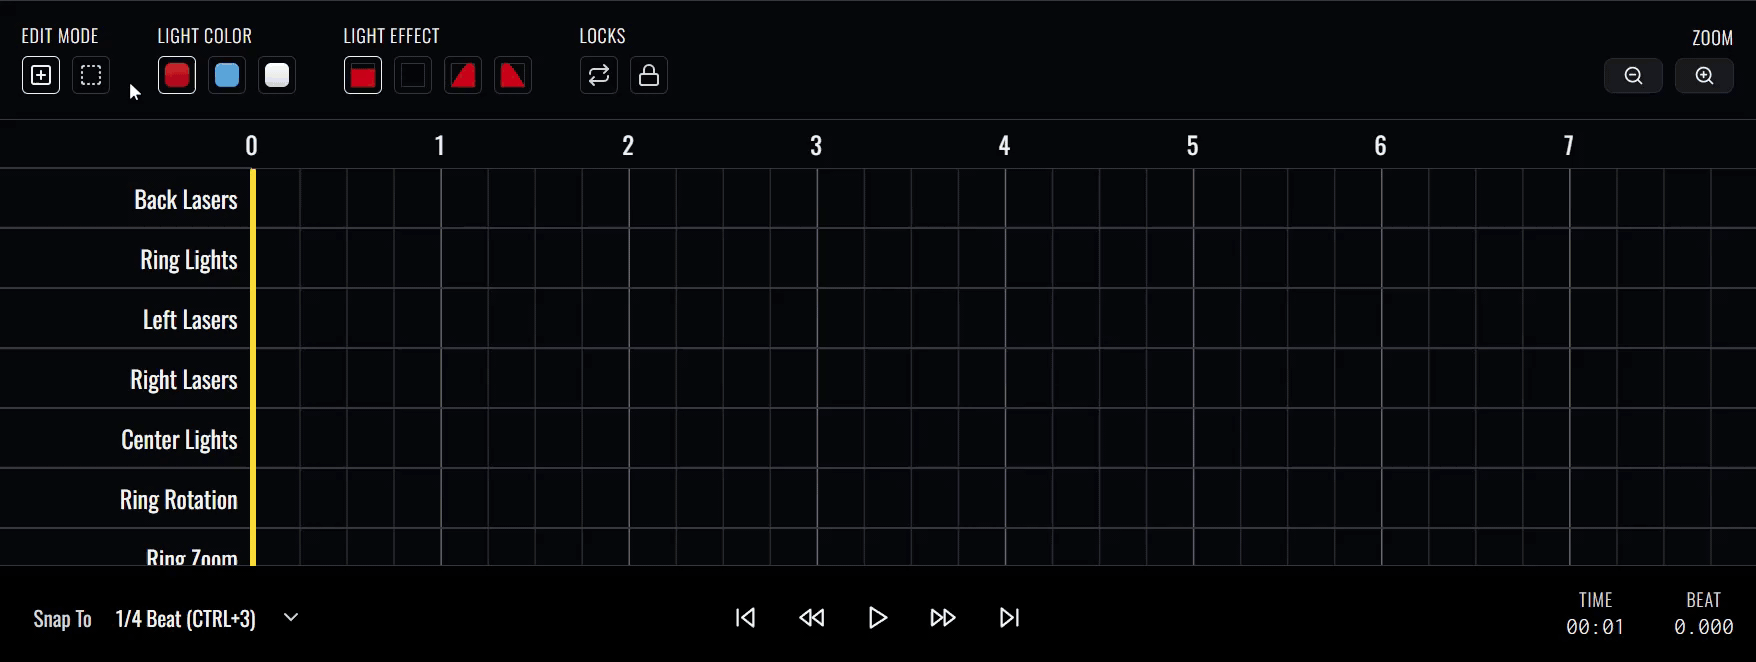 EDIT MODE LIGHT COLOR LIGHT EFFECT LOCKS ZOOM
0 1 2 3 4 5 6 7
Back Lasers
Ring Lights
Left Lasers
Right Lasers
Center Lights
Ring Rotation
Ring Zoom
Snap To 1/4 Beat (CTRL+3)
TIME BEAT
00:01 0.000